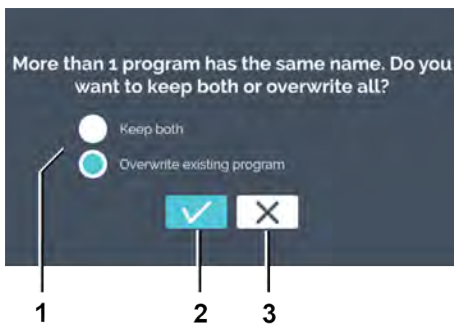 More than 1 program has the same name. Do you
want to keep both or overwrite all?
Keep both
Overwrite existing program
1
2
3